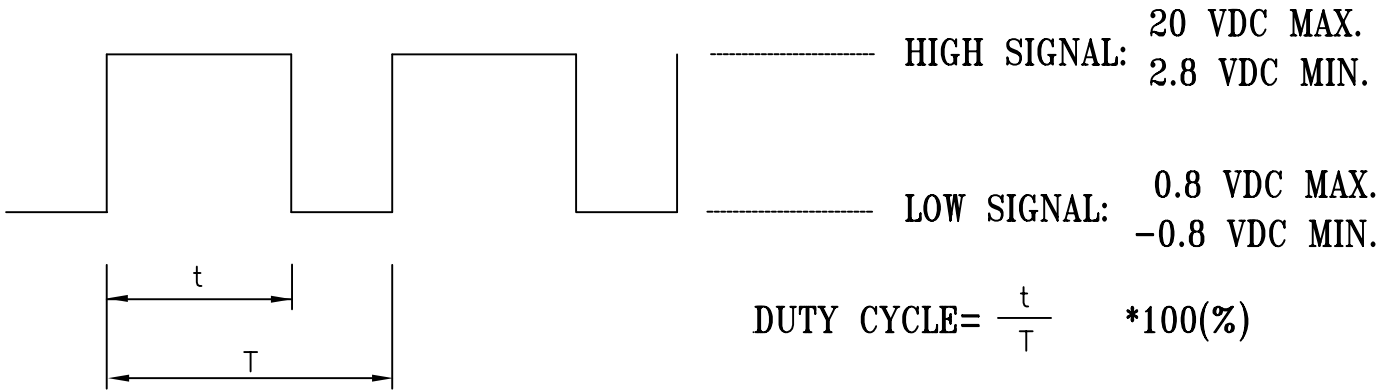 20 VDC MAX.
HIGH SIGNAL:
2.8 VDC MIN.
0.8 VDC MAX.
LOW SIGNAL:
-0.8 VDC MIN.
t
T
DUTY CYCLE= t/T *100(%)